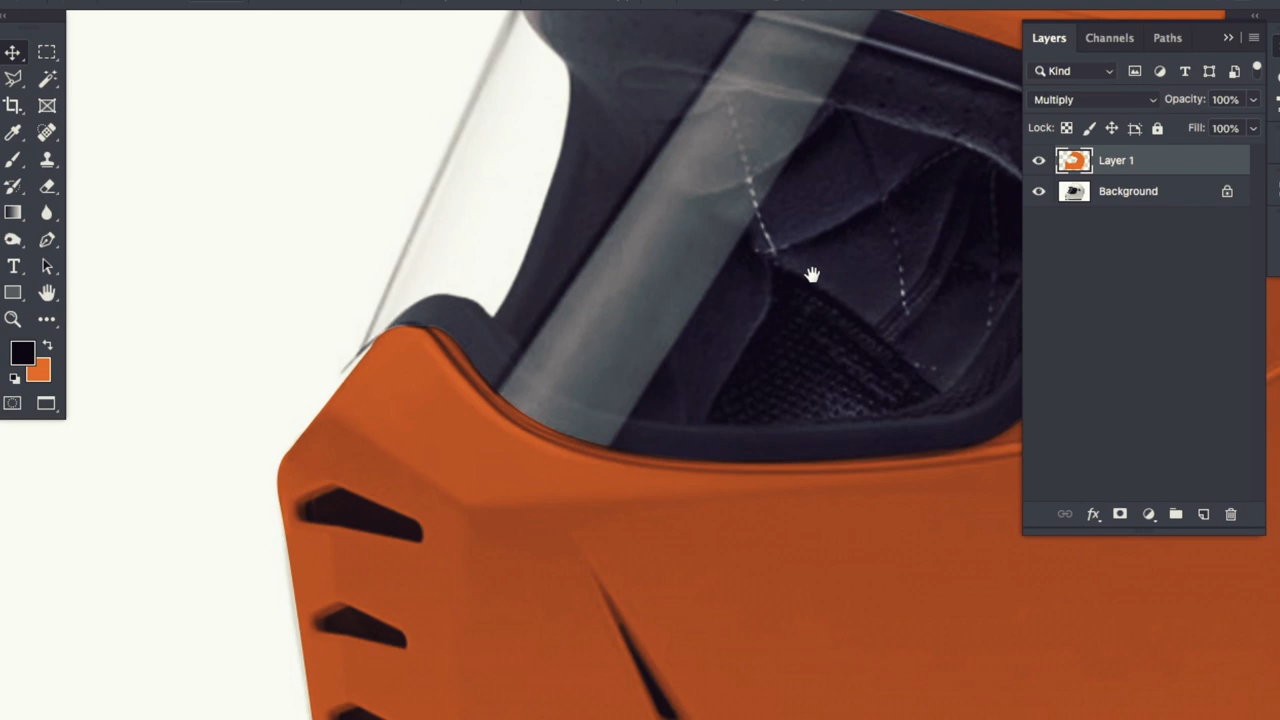 Layers Channels Paths
Kind
Multiply Opacity: 100%
Lock: Fill: 100%
Layer 1
Background